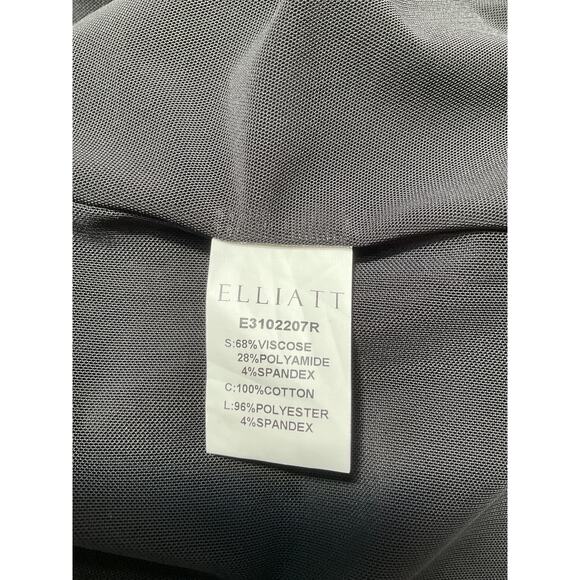 ELLIATT
E3102207R
S:68%VISCOSE
28%POLYAMIDE
4%SPANDEX
C:100%COTTON
L:96%POLYESTER
4%SPANDEX